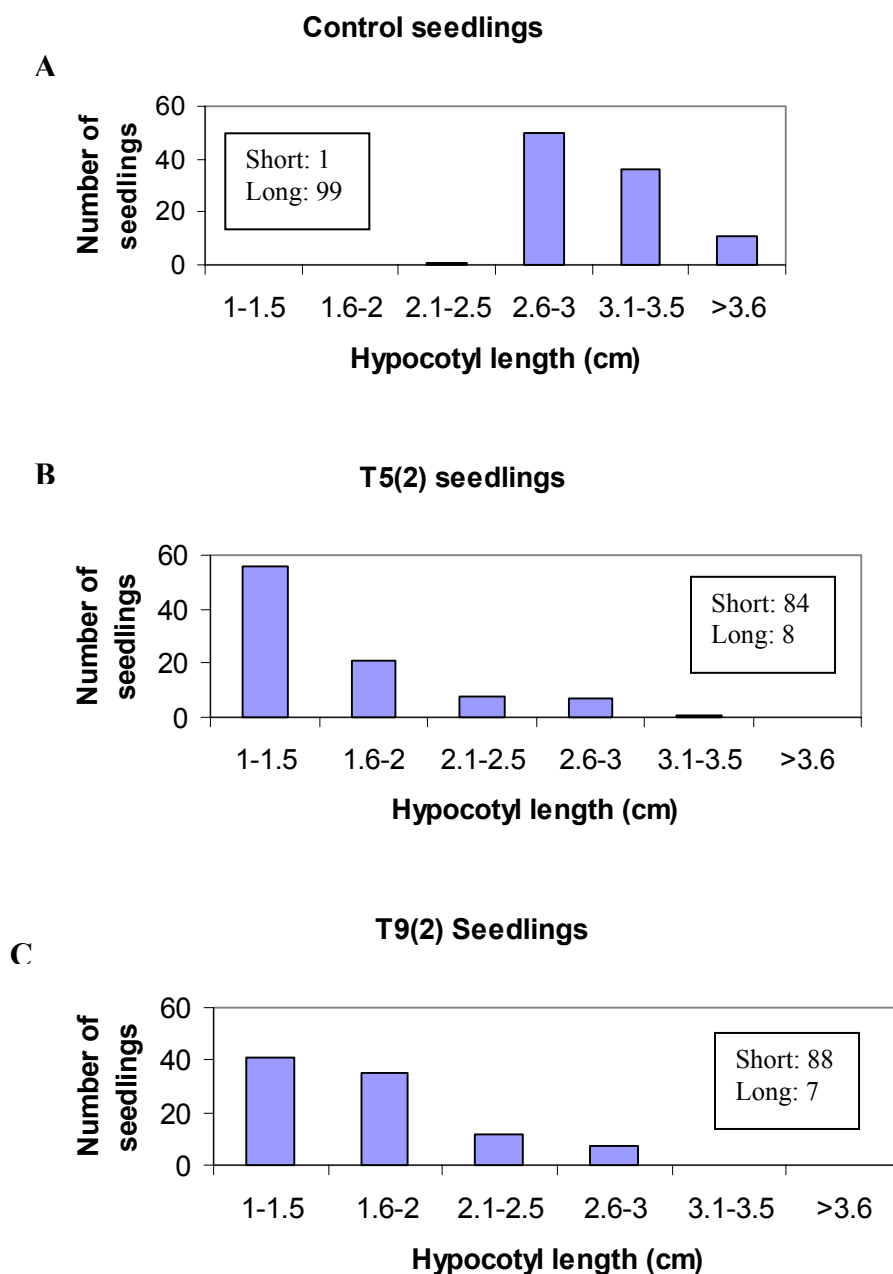 Control seedlings
A
Number of
seedlings
60
40
20
0
Short: 1
Long: 99
1-1.5 1.6-2 2.1-2.5 2.6-3 3.1-3.5 >3.6
Hypocotyl length (cm)
B
T5(2) seedlings
Number of
seedlings
60
40
20
0
Short: 84
Long: 8
1-1.5 1.6-2 2.1-2.5 2.6-3 3.1-3.5 >3.6
Hypocotyl length (cm)
T9(2) Seedlings
C
Number of
seedlings
60
40
20
0
Short: 88
Long: 7
1-1.5 1.6-2 2.1-2.5 2.6-3 3.1-3.5 >3.6
Hypocotyl length (cm)